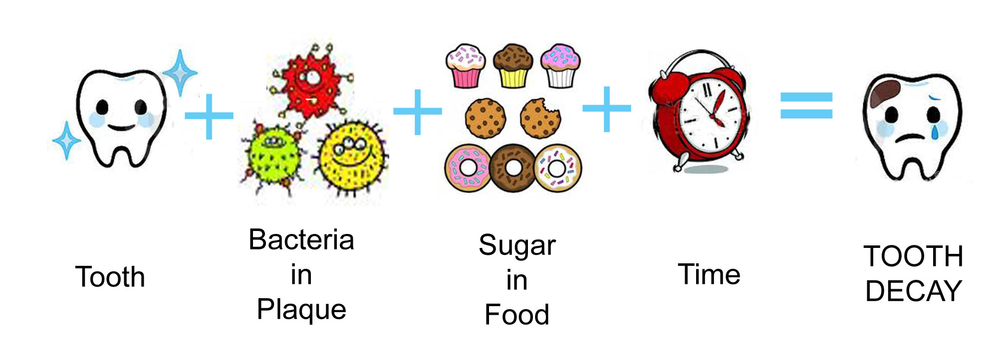 Tooth
Bacteria
in
Plaque
Sugar
in
Food
Time
TOOTH
DECAY